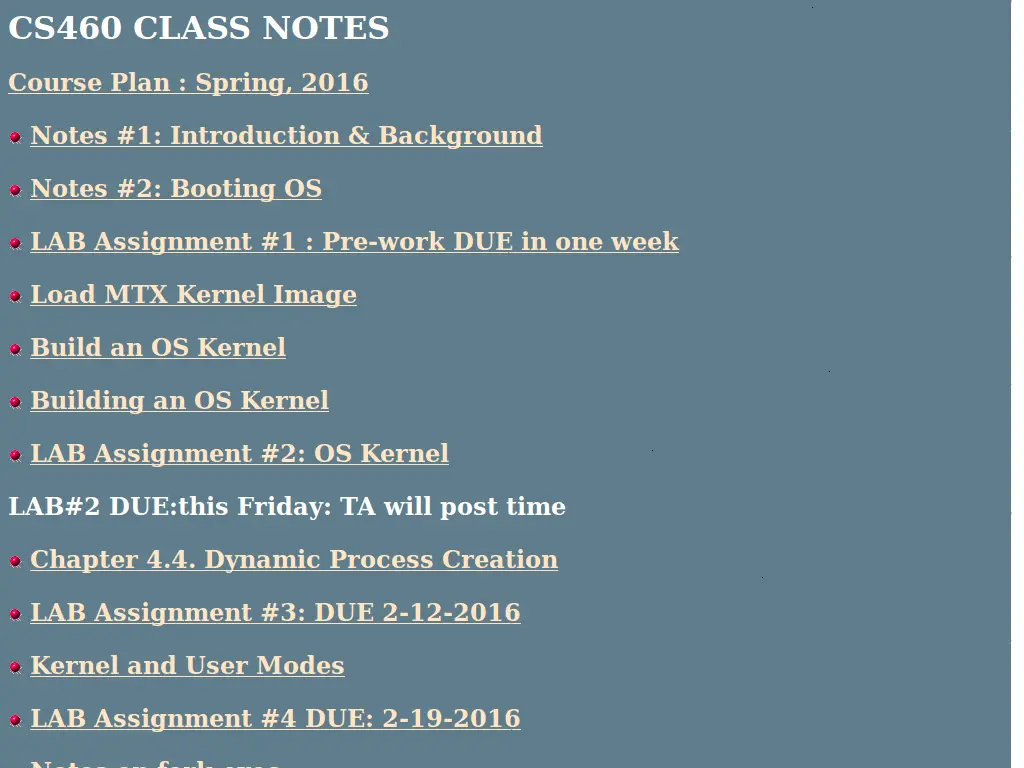 CS460 CLASS NOTES
Course Plan : Spring, 2016
Notes #1: Introduction & Background
Notes #2: Booting OS
LAB Assignment #1 : Pre-work DUE in one week
Load MTX Kernel Image
Build an OS Kernel
Building an OS Kernel
LAB Assignment #2: OS Kernel
LAB#2 DUE:this Friday: TA will post time
Chapter 4.4. Dynamic Process Creation
LAB Assignment #3: DUE 2-12-2016
Kernel and User Modes
LAB Assignment #4 DUE: 2-19-2016
Notes on